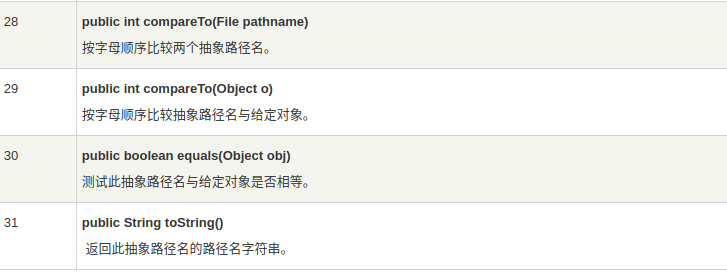 28
public int compareTo(File pathname)
按字母顺序比较两个抽象路径名。
29
public int compareTo(Object o)
按字母顺序比较抽象路径名与给定对象。
30
public boolean equals(Object obj)
测试此抽象路径名与给定对象是否相等。
31
public String toString()
返回此抽象路径名的路径名字符串。